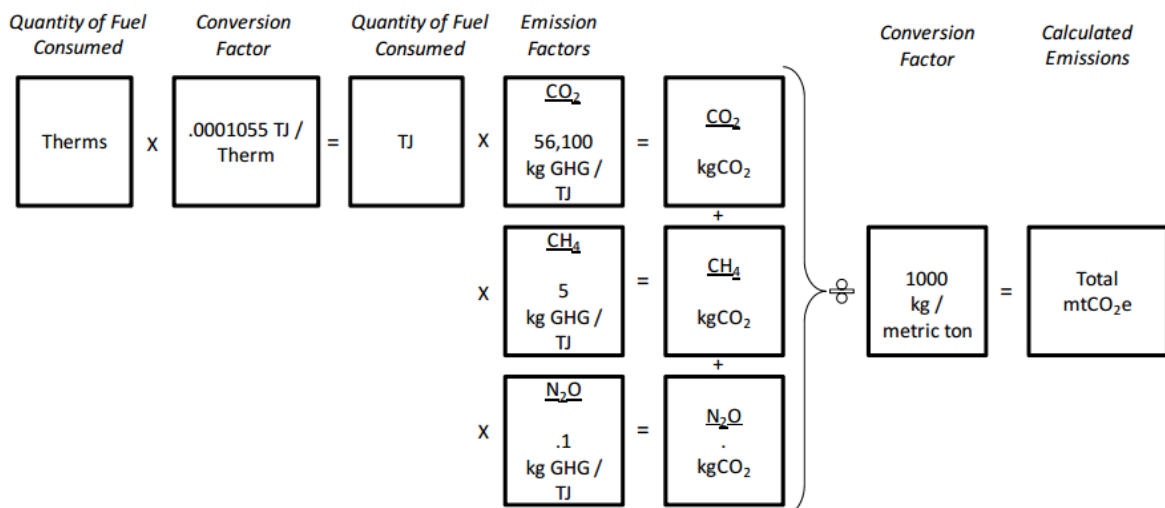 Quantity of Fuel
Consumed
Conversion
Factor
Quantity of Fuel
Consumed
Emission
Factors
Conversion
Factor
Calculated
Emissions
Therms
X
.0001055 TJ /
Therm
=
TJ
X
CO₂
56,100
kg GHG /
TJ
=
CO₂
kgCO₂
+
X
CH₄
5
kg GHG /
TJ
=
CH₄
kgCO₂
÷
1000
kg /
metric ton
=
Total
mtCO₂e
+
X
N₂O
.1
kg GHG /
TJ
=
N₂O
.
kgCO₂